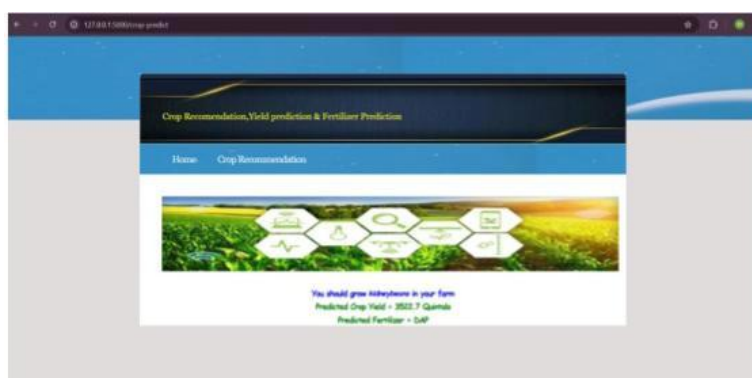 127.0.0.1:5000/crop-predict
Crop Recomendation,Yield prediction & Fertilizer Prediction
Home Crop Recommendation
You should grow kidneybeans in your farm
Predicted Crop Yield = 3522.7 Quintals
Predicted Fertilizer = DAP